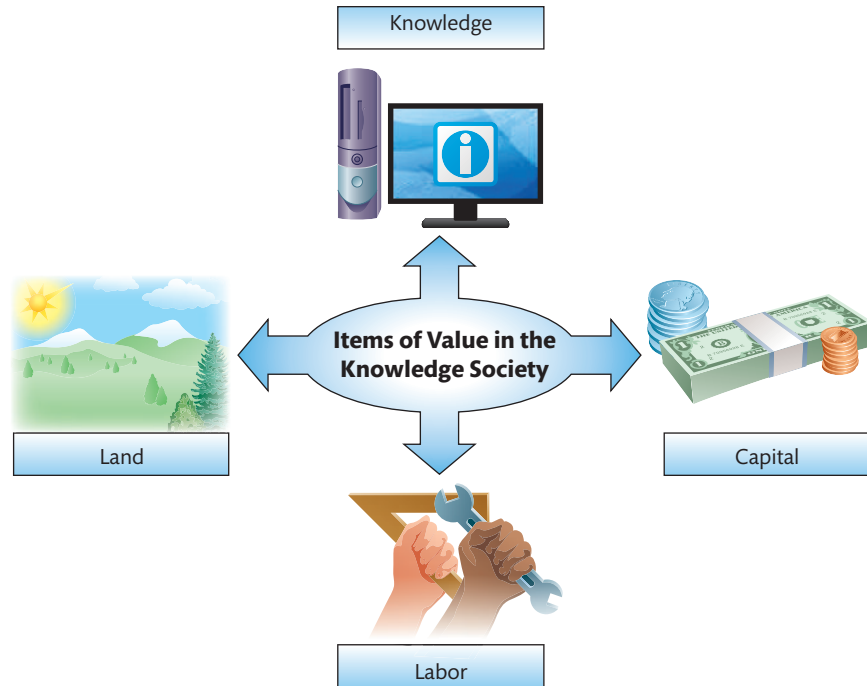 Knowledge
Items of Value in the
Knowledge Society
Land
Capital
Labor